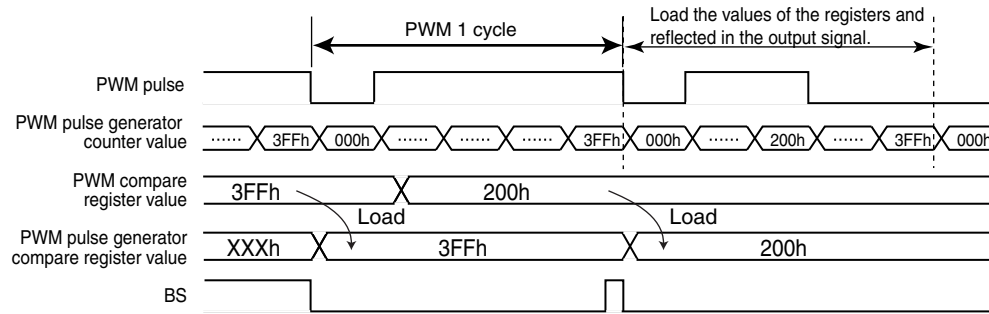 PWM 1 cycle
Load the values of the registers and
reflected in the output signal.
PWM pulse
PWM pulse generator
counter value
...... 3FFh 000h ...... ...... ...... 3FFh 000h ...... 200h ...... 3FFh 000h
PWM compare
register value
3FFh 200h
Load Load
PWM pulse generator
compare register value
XXXh 3FFh 200h
BS